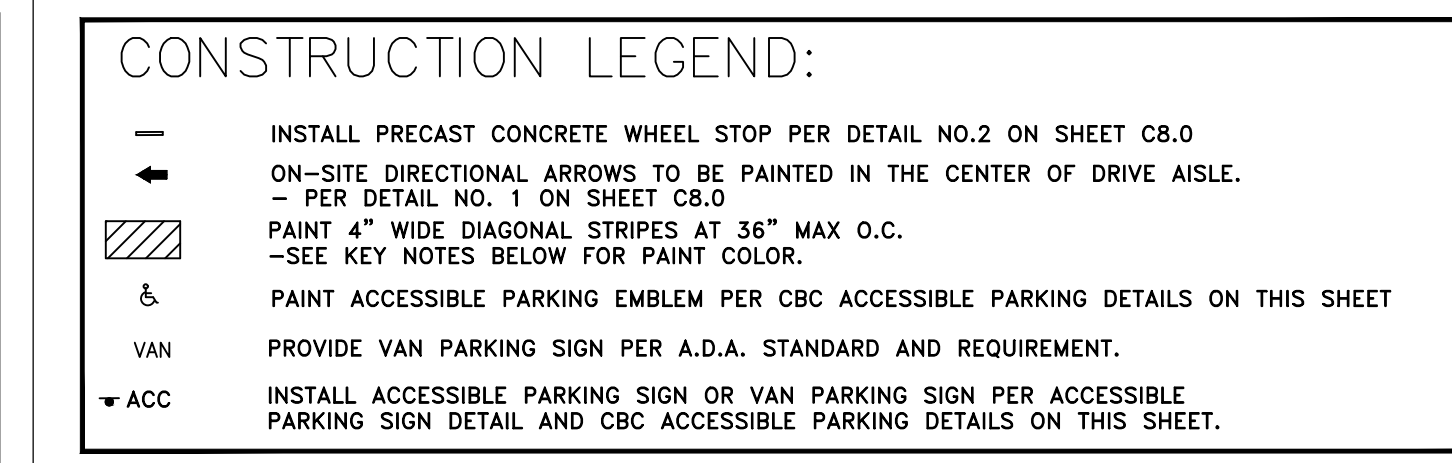 CONSTRUCTION LEGEND:
INSTALL PRECAST CONCRETE WHEEL STOP PER DETAIL NO.2 ON SHEET C8.0
ON-SITE DIRECTIONAL ARROWS TO BE PAINTED IN THE CENTER OF DRIVE AISLE.
- PER DETAIL NO. 1 ON SHEET C8.0
PAINT 4" WIDE DIAGONAL STRIPES AT 36" MAX O.C.
-SEE KEY NOTES BELOW FOR PAINT COLOR.
PAINT ACCESSIBLE PARKING EMBLEM PER CBC ACCESSIBLE PARKING DETAILS ON THIS SHEET
VAN PROVIDE VAN PARKING SIGN PER A.D.A. STANDARD AND REQUIREMENT.
ACC INSTALL ACCESSIBLE PARKING SIGN OR VAN PARKING SIGN PER ACCESSIBLE
PARKING SIGN DETAIL AND CBC ACCESSIBLE PARKING DETAILS ON THIS SHEET.